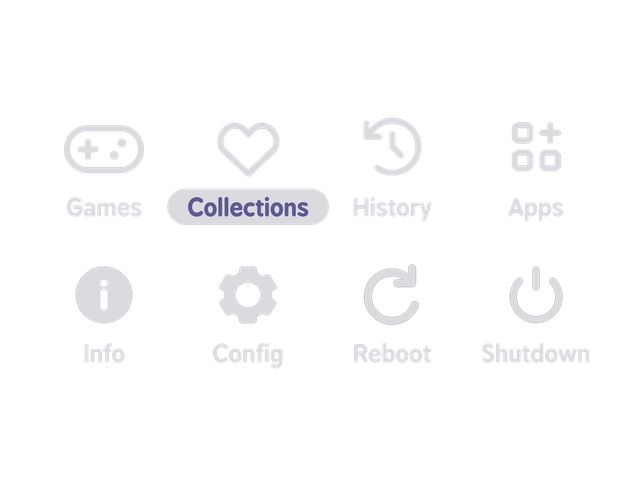 Games
Collections
History
Apps
Info
Config
Reboot
Shutdown